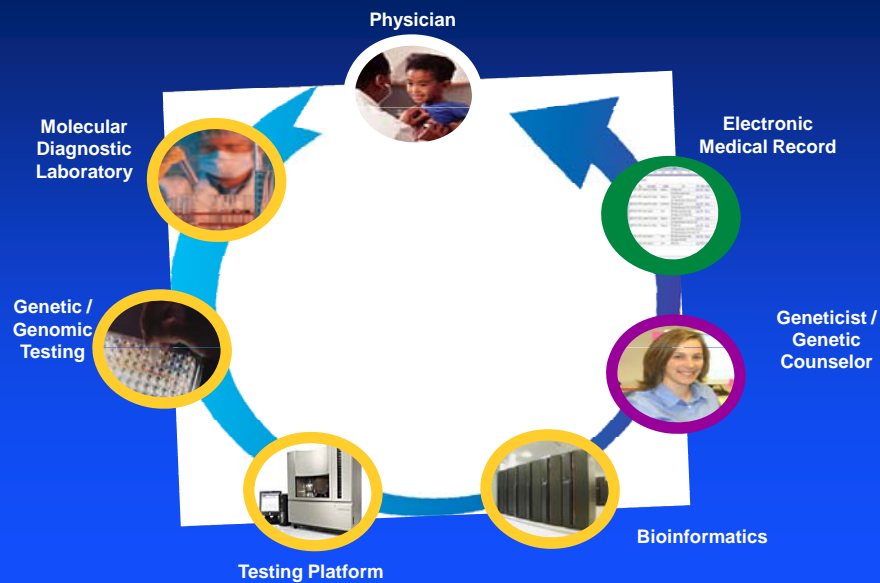 Physician
Molecular
Diagnostic
Laboratory
Electronic
Medical Record
Genetic /
Genomic
Testing
Geneticist /
Genetic
Counselor
Bioinformatics
Testing Platform